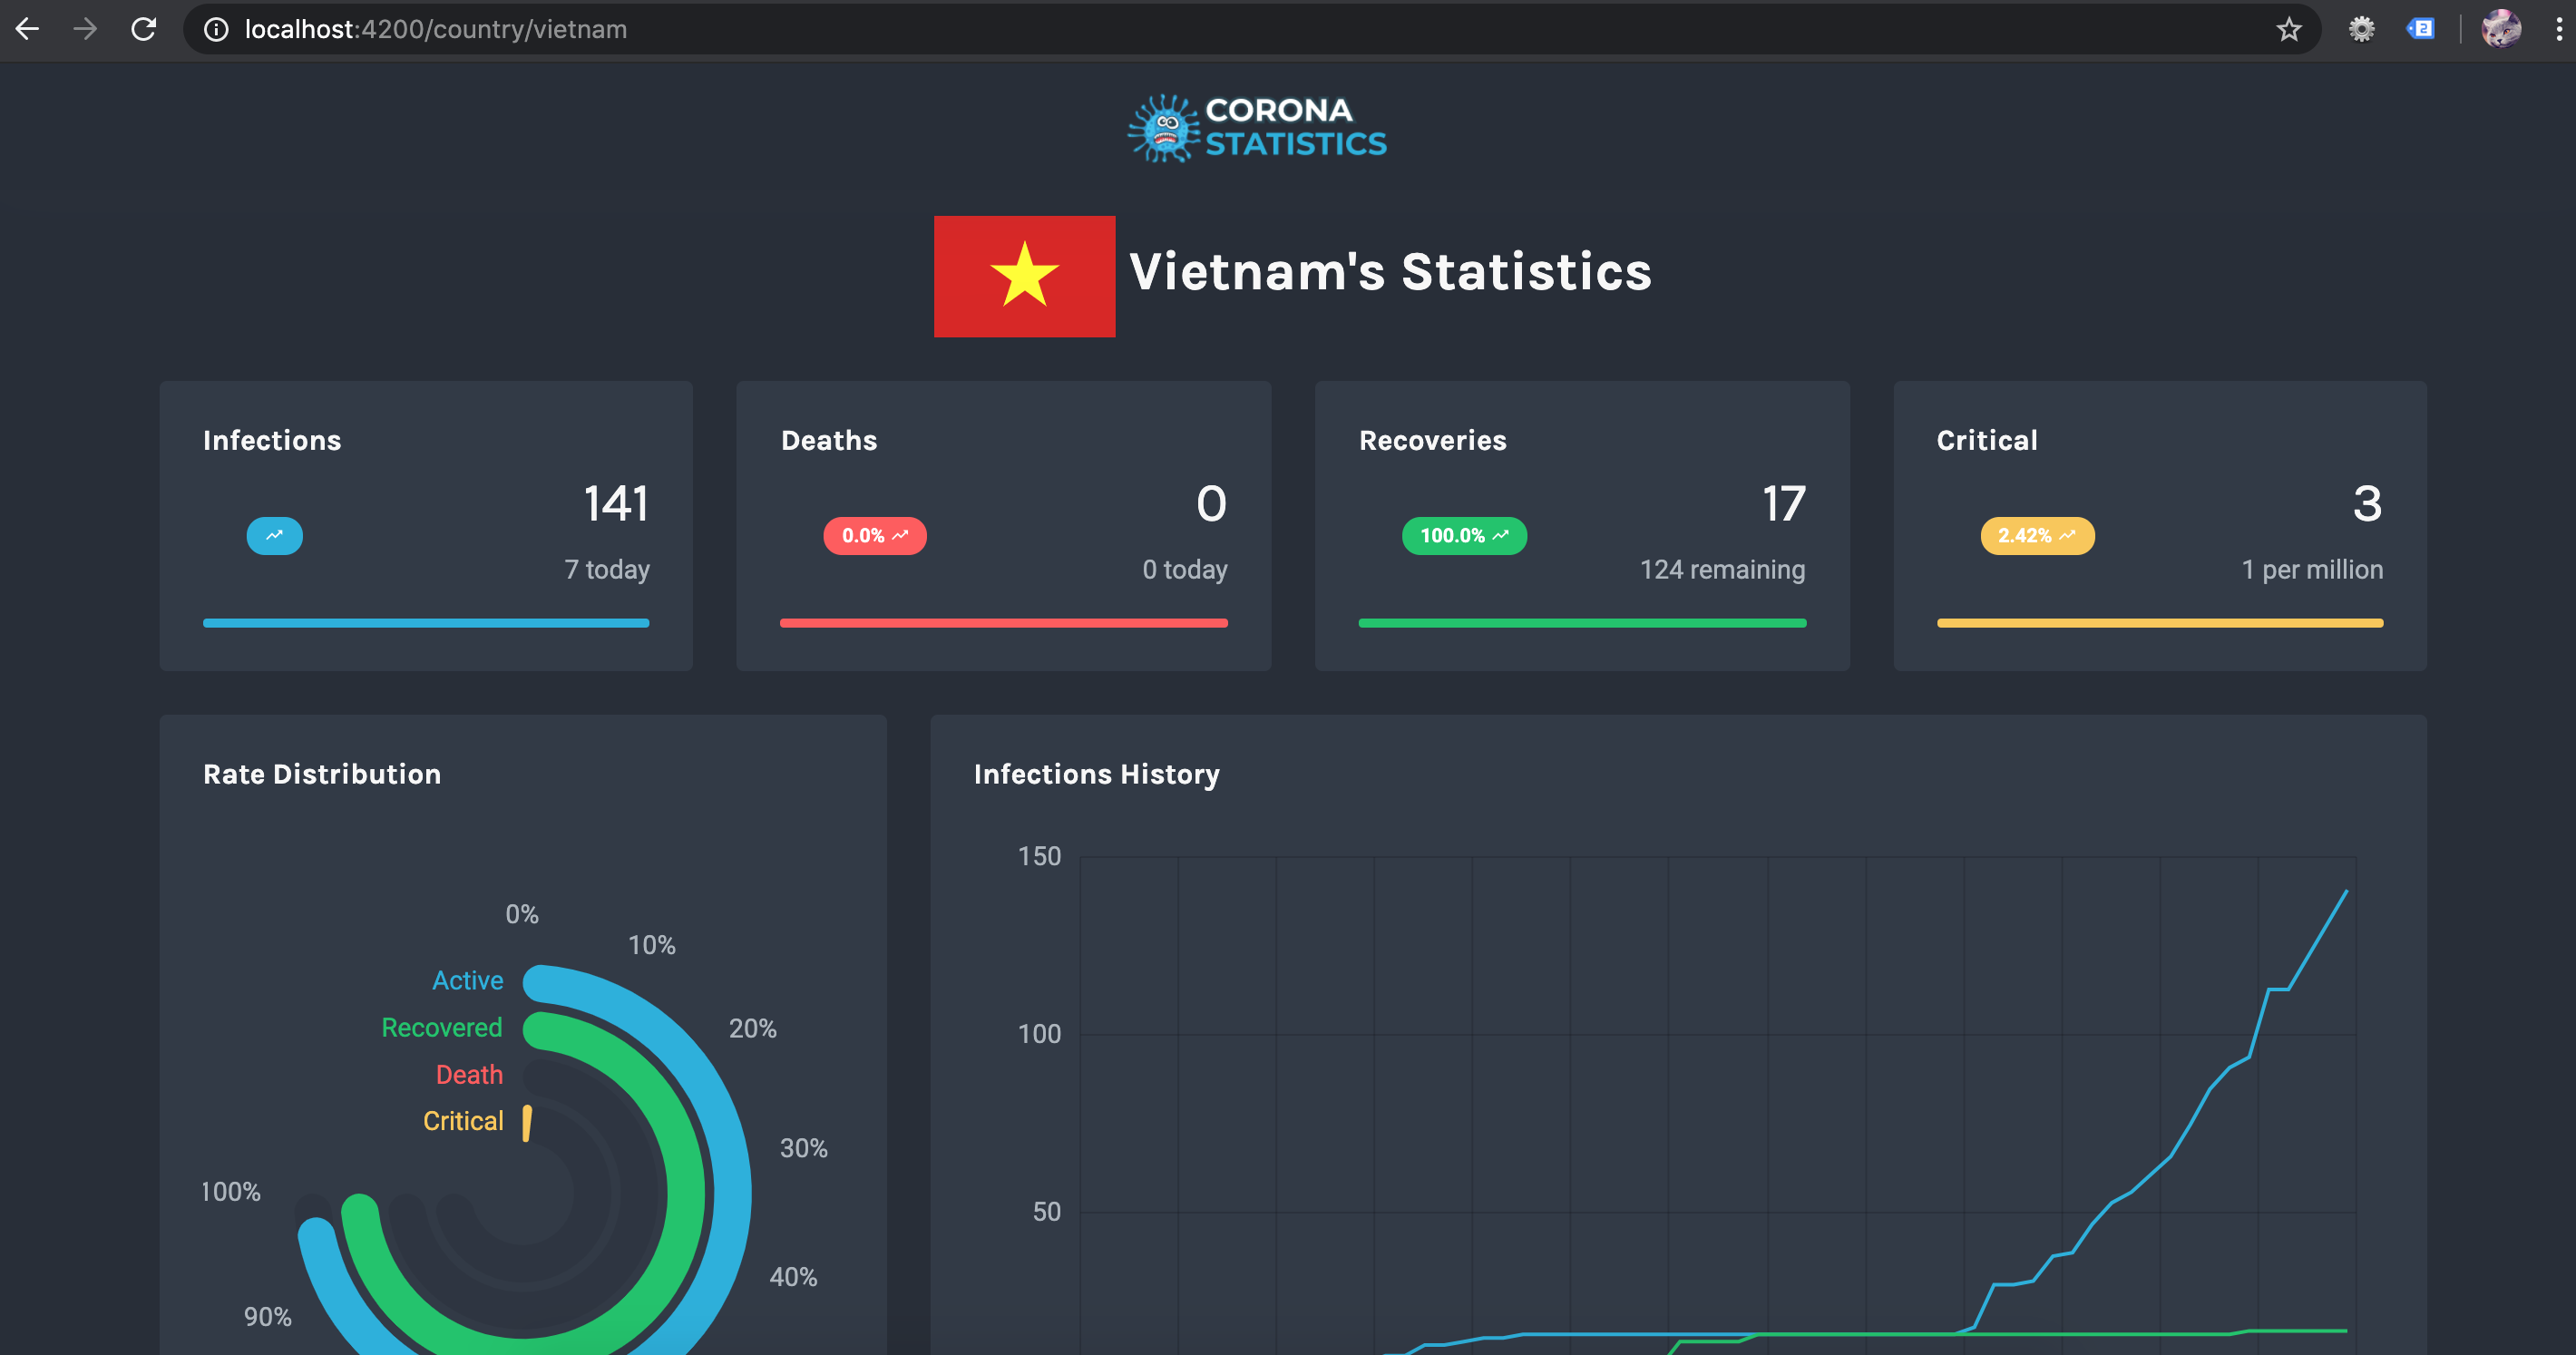 localhost:4200/country/vietnam
2
CORONA
STATISTICS
Vietnam's Statistics
Infections
141
7 today
Deaths
0
0.0%
0 today
Recoveries
17
100.0%
124 remaining
Critical
3
2.42%
1 per million
Rate Distribution
0%
10%
Active
20%
Recovered
Death
Critical
30%
100%
40%
90%
Infections History
150
100
50